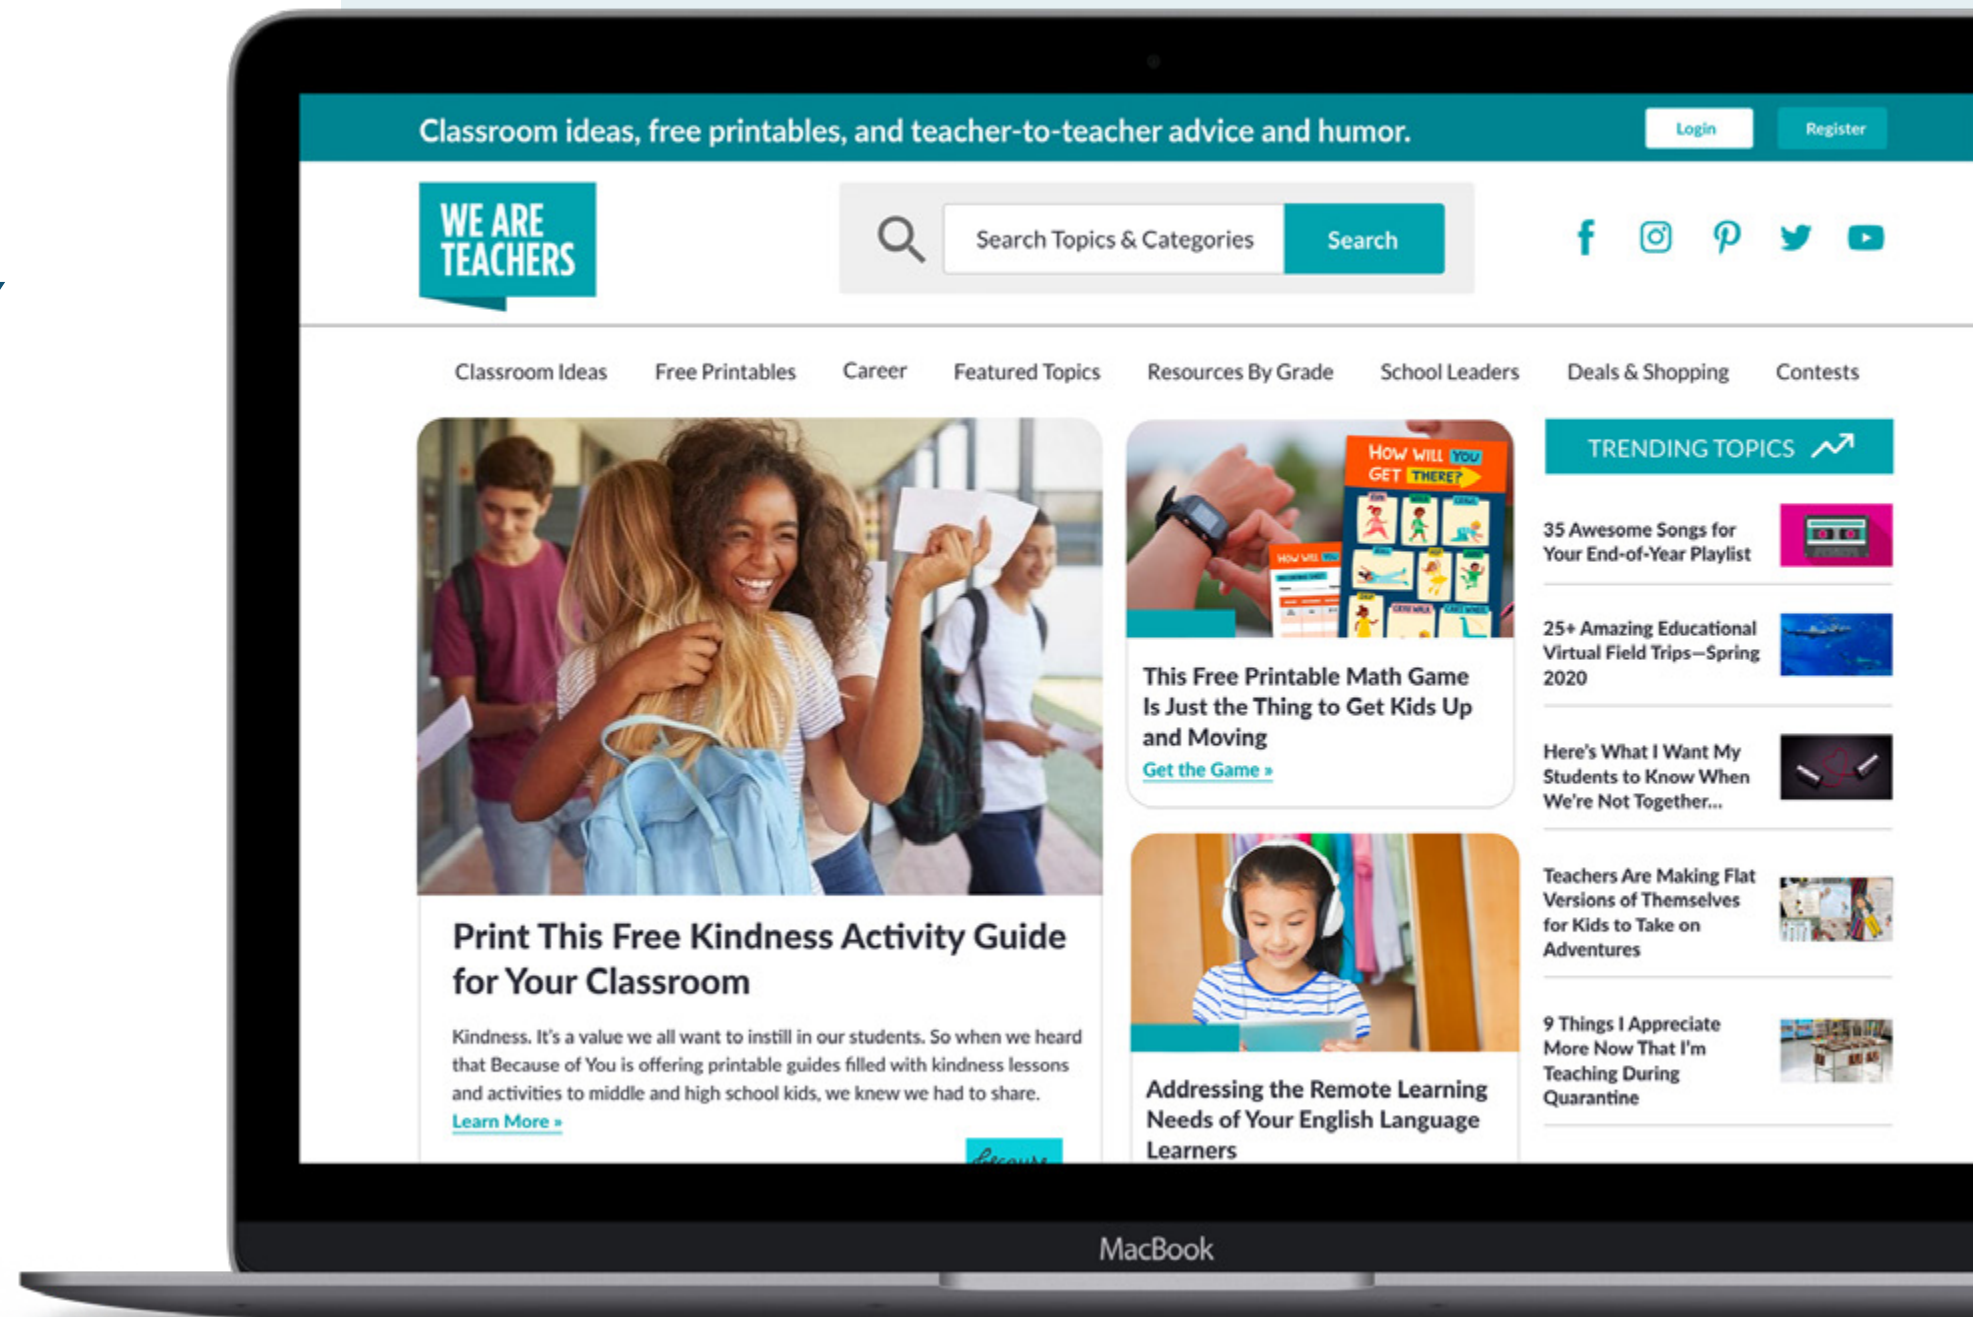 Classroom ideas, free printables, and teacher-to-teacher advice and humor.
Login
Register
WE ARE
TEACHERS
Search Topics & Categories
Search
Classroom Ideas
Free Printables
Career
Featured Topics
Resources By Grade
School Leaders
Deals & Shopping
Contests
Print This Free Kindness Activity Guide
for Your Classroom
Kindness. It's a value we all want to instill in our students. So when we heard
that Because of You is offering printable guides filled with kindness lessons
and activities to middle and high school kids, we knew we had to share.
Learn More »
because
HOW WILL YOU
GET THERE?
HOW WILL YOU
This Free Printable Math Game
Is Just the Thing to Get Kids Up
and Moving
Get the Game »
Addressing the Remote Learning
Needs of Your English Language
Learners
TRENDING TOPICS
35 Awesome Songs for
Your End-of-Year Playlist
25+ Amazing Educational
Virtual Field Trips—Spring
2020
Here's What I Want My
Students to Know When
We're Not Together...
Teachers Are Making Flat
Versions of Themselves
for Kids to Take on
Adventures
9 Things I Appreciate
More Now That I'm
Teaching During
Quarantine
MacBook